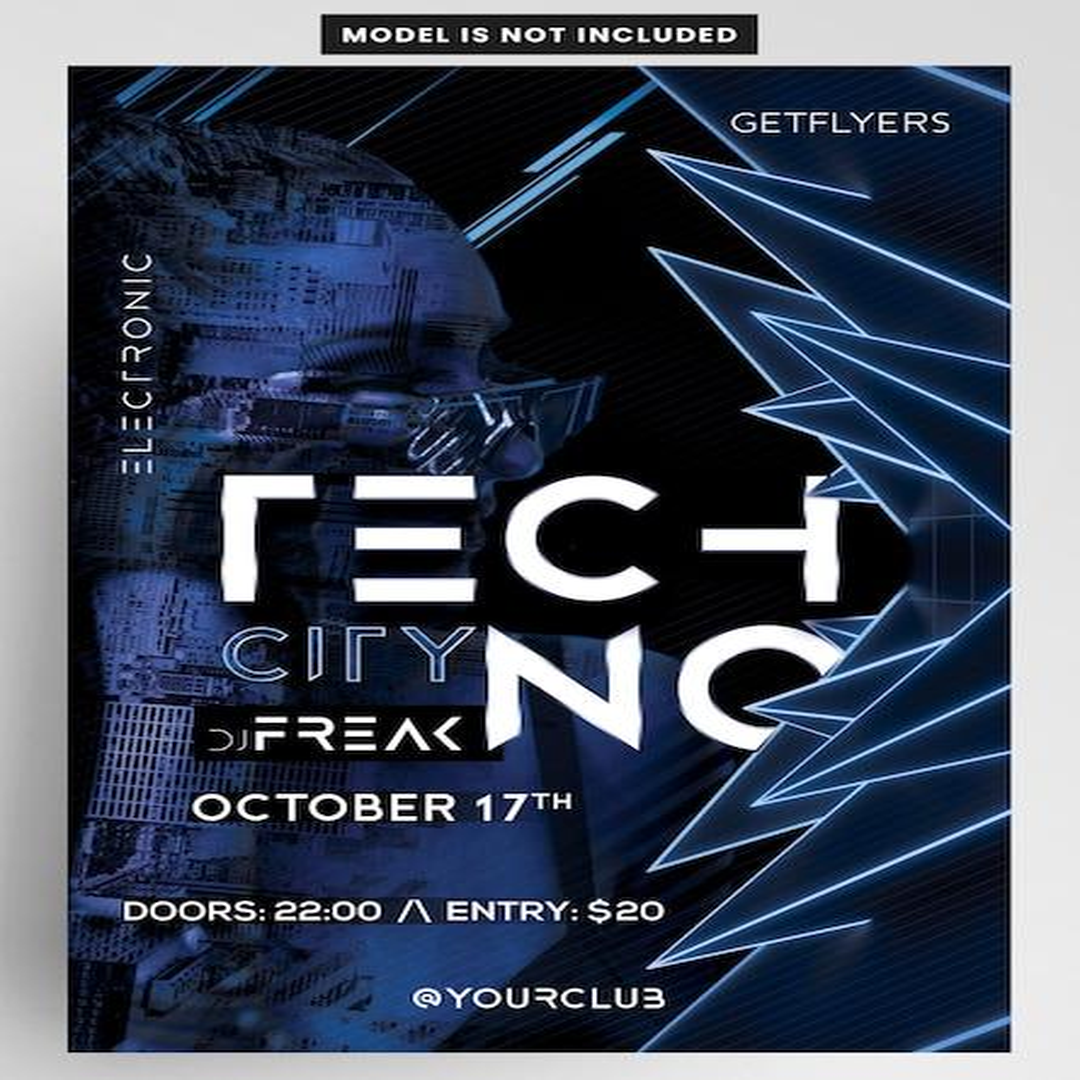 MODEL IS NOT INCLUDED
GETFLYERS
ELECTRONIC
TECH
CITY NO
DJ FREAK
OCTOBER 17TH
DOORS: 22:00 /\ ENTRY: $20
@YOURCLUB